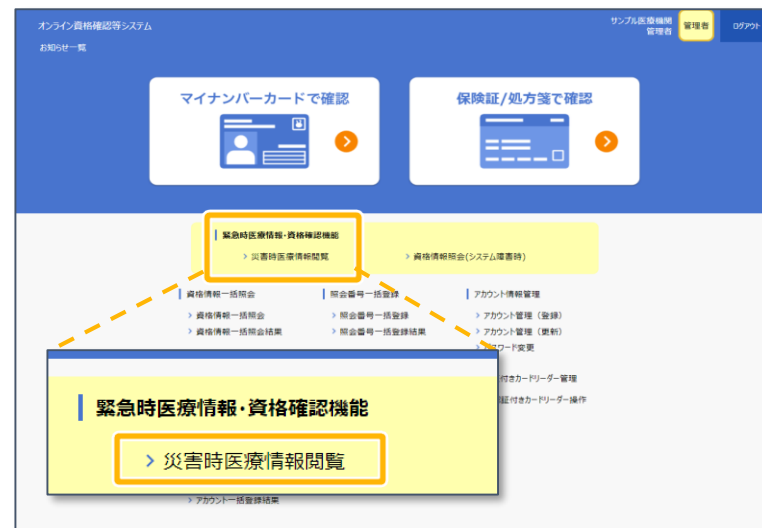 オンライン資格確認等システム
サンプル医療機関
管理者
管理者
ログアウト
お知らせ一覧
マイナンバーカードで確認
保険証/処方箋で確認
緊急時医療情報・資格確認機能
> 災害時医療情報閲覧
> 資格情報照会(システム障害時)
資格情報一括照会
照会番号一括登録
アカウント情報管理
> 資格情報一括照会
> 照会番号一括登録
> アカウント管理（登録）
> 資格情報一括照会結果
> 照会番号一括登録結果
> アカウント管理（更新）
パスワード変更
付きカードリーダー管理
証付きカードリーダー操作
緊急時医療情報・資格確認機能
> 災害時医療情報閲覧
> アカウント一括登録結果